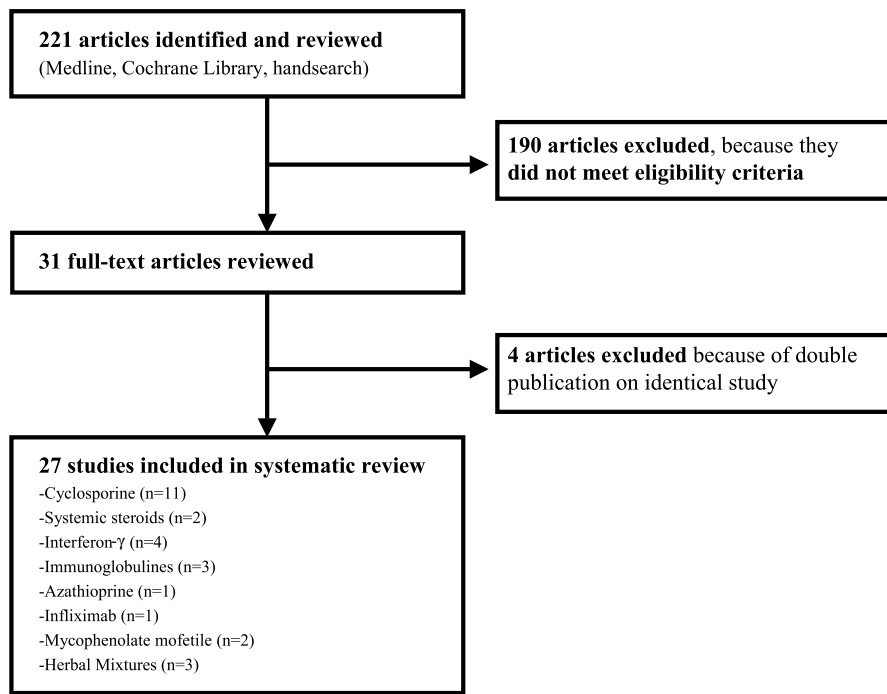 221 articles identified and reviewed
(Medline, Cochrane Library, handsearch)
190 articles excluded, because they
did not meet eligibility criteria
31 full-text articles reviewed
4 articles excluded because of double
publication on identical study
27 studies included in systematic review
-Cyclosporine (n=11)
-Systemic steroids (n=2)
-Interferon-γ (n=4)
-Immunoglobulines (n=3)
-Azathioprine (n=1)
-Infliximab (n=1)
-Mycophenolate mofetile (n=2)
-Herbal Mixtures (n=3)